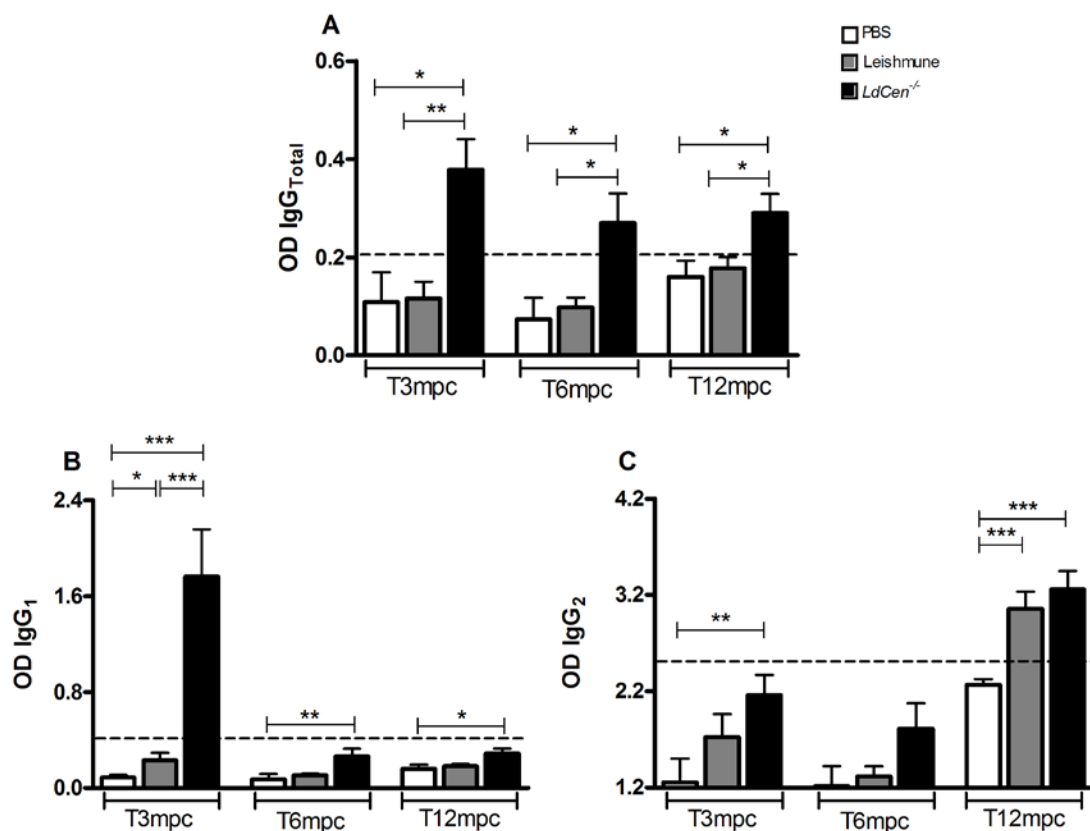 A
PBS
Leishmune
LdCen-/-
OD IgGTotal
0.6
0.4
0.2
0.0
*
**
*
*
*
*
T3mpc
T6mpc
T12mpc
B
OD IgG1
2.4
1.6
0.8
0.0
***
*
***
**
*
T3mpc
T6mpc
T12mpc
C
OD IgG2
4.2
3.2
2.2
1.2
**
***
***
T3mpc
T6mpc
T12mpc